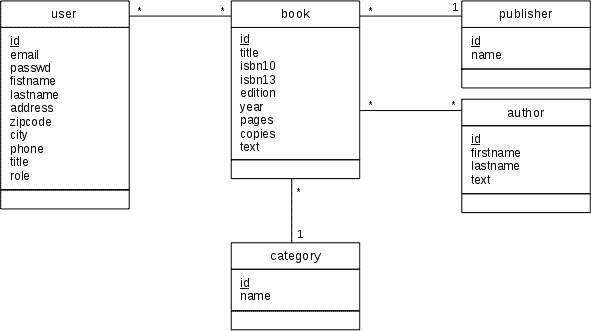 user
id
email
passwd
fistname
lastname
address
zipcode
city
phone
title
role
* *
book
id
title
isbn10
isbn13
edition
year
pages
copies
text
* 1
publisher
id
name
* *
author
id
firstname
lastname
text
*
1
category
id
name